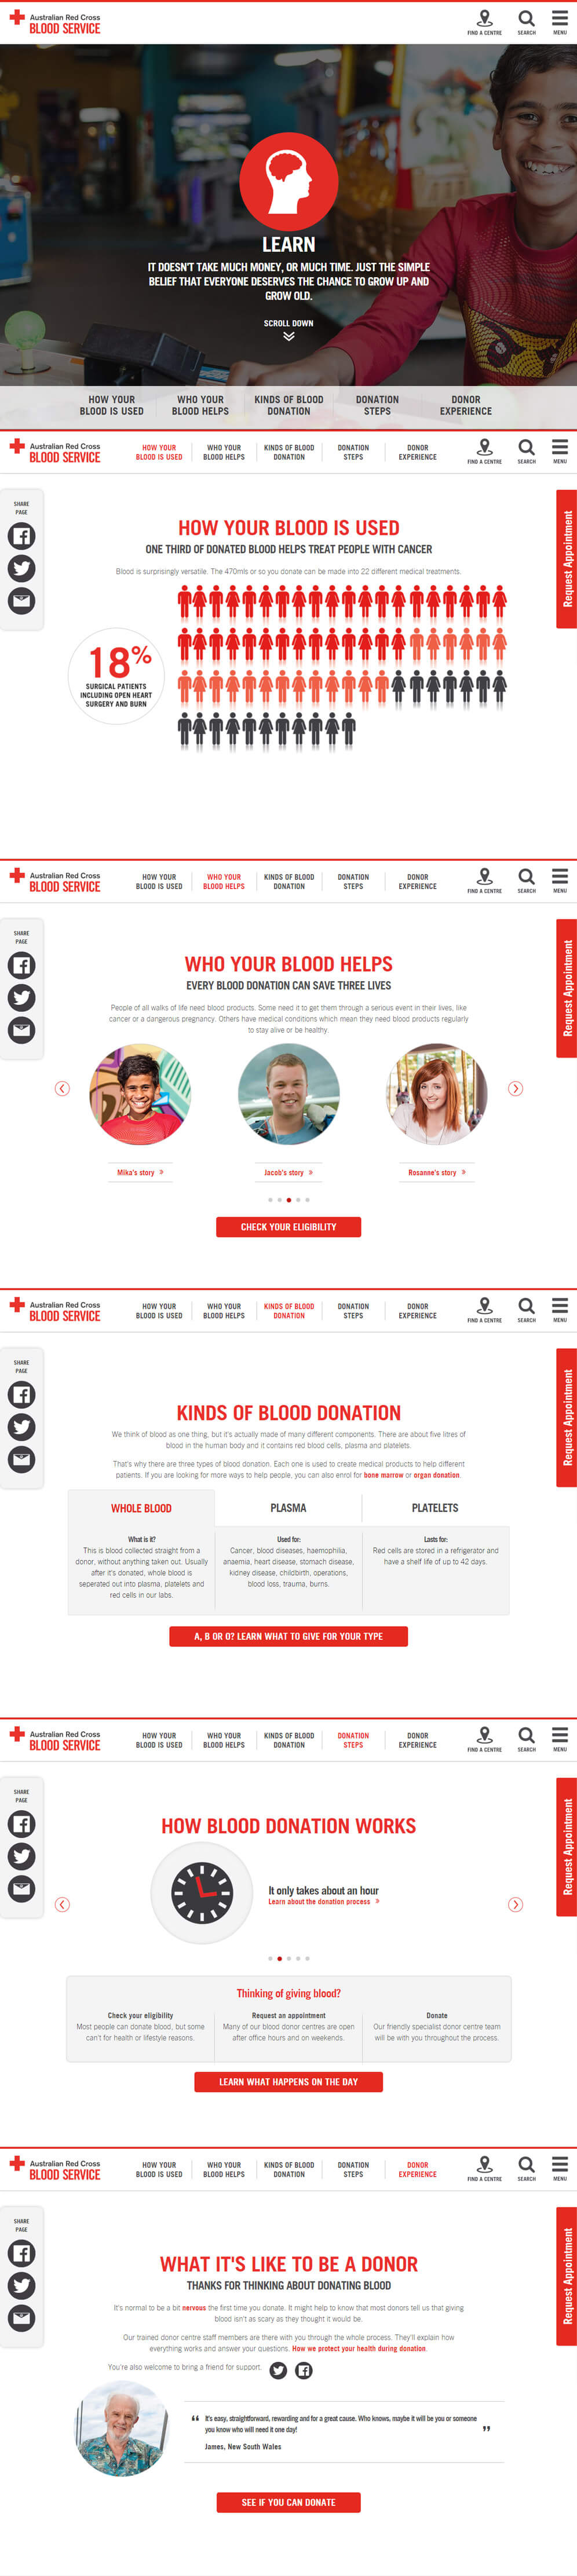 Australian Red Cross
BLOOD SERVICE
FIND A CENTRE
SEARCH
MENU
LEARN
IT DOESN'T TAKE MUCH MONEY, OR MUCH TIME. JUST THE SIMPLE
BELIEF THAT EVERYONE DESERVES THE CHANCE TO GROW UP AND
GROW OLD.
SCROLL DOWN
HOW YOUR
BLOOD IS USED
WHO YOUR
BLOOD HELPS
KINDS OF BLOOD
DONATION
DONATION
STEPS
DONOR
EXPERIENCE
Australian Red Cross
BLOOD SERVICE
HOW YOUR
BLOOD IS USED
WHO YOUR
BLOOD HELPS
KINDS OF BLOOD
DONATION
DONATION
STEPS
DONOR
EXPERIENCE
FIND A CENTRE
SEARCH
MENU
SHARE
PAGE
Request Appointment
HOW YOUR BLOOD IS USED
ONE THIRD OF DONATED BLOOD HELPS TREAT PEOPLE WITH CANCER
Blood is surprisingly versatile. The 470mls or so you donate can be made into 22 different medical treatments.
18%
SURGICAL PATIENTS
INCLUDING OPEN HEART
SURGERY AND BURN
Australian Red Cross
BLOOD SERVICE
HOW YOUR
BLOOD IS USED
WHO YOUR
BLOOD HELPS
KINDS OF BLOOD
DONATION
DONATION
STEPS
DONOR
EXPERIENCE
FIND A CENTRE
SEARCH
MENU
SHARE
PAGE
Request Appointment
WHO YOUR BLOOD HELPS
EVERY BLOOD DONATION CAN SAVE THREE LIVES
People of all walks of life need blood products. Some need it to get them through a serious event in their lives, like
cancer or a dangerous pregnancy. Others have medical conditions which mean they need blood products regularly
to stay alive or be healthy.
Mika's story »
Jacob's story »
Rosanne's story »
CHECK YOUR ELIGIBILITY
Australian Red Cross
BLOOD SERVICE
HOW YOUR
BLOOD IS USED
WHO YOUR
BLOOD HELPS
KINDS OF BLOOD
DONATION
DONATION
STEPS
DONOR
EXPERIENCE
FIND A CENTRE
SEARCH
MENU
SHARE
PAGE
Request Appointment
KINDS OF BLOOD DONATION
We think of blood as one thing, but it's actually made of many different components. There are about five litres of
blood in the human body and it contains red blood cells, plasma and platelets.
That's why there are three types of blood donation. Each one is used to create medical products to help different
patients. If you are looking for more ways to help people, you can also enrol for bone marrow or organ donation.
WHOLE BLOOD
PLASMA
PLATELETS
What is it?
This is blood collected straight from a
donor, without anything taken out. Usually
after it's donated, whole blood is
seperated out into plasma, platelets and
red cells in our labs.
Used for:
Cancer, blood diseases, haemophilia,
anaemia, heart disease, stomach disease,
kidney disease, childbirth, operations,
blood loss, trauma, burns.
Lasts for:
Red cells are stored in a refrigerator and
have a shelf life of up to 42 days.
A, B OR O? LEARN WHAT TO GIVE FOR YOUR TYPE
Australian Red Cross
BLOOD SERVICE
HOW YOUR
BLOOD IS USED
WHO YOUR
BLOOD HELPS
KINDS OF BLOOD
DONATION
DONATION
STEPS
DONOR
EXPERIENCE
FIND A CENTRE
SEARCH
MENU
SHARE
PAGE
Request Appointment
HOW BLOOD DONATION WORKS
It only takes about an hour
Learn about the donation process »
Thinking of giving blood?
Check your eligibility
Most people can donate blood, but some
can't for health or lifestyle reasons.
Request an appointment
Many of our blood donor centres are open
after office hours and on weekends.
Donate
Our friendly specialist donor centre team
will be with you throughout the process.
LEARN WHAT HAPPENS ON THE DAY
Australian Red Cross
BLOOD SERVICE
HOW YOUR
BLOOD IS USED
WHO YOUR
BLOOD HELPS
KINDS OF BLOOD
DONATION
DONATION
STEPS
DONOR
EXPERIENCE
FIND A CENTRE
SEARCH
MENU
SHARE
PAGE
Request Appointment
WHAT IT'S LIKE TO BE A DONOR
THANKS FOR THINKING ABOUT DONATING BLOOD
It's normal to be a bit nervous the first time you donate. It might help to know that most donors tell us that giving
blood isn't as scary as they thought it would be.
Our trained donor centre staff members are there with you through the whole process. They'll explain how
everything works and answer your questions. How we protect your health during donation.
You're also welcome to bring a friend for support.
“ It's easy, straightforward, rewarding and for a great cause. Who knows, maybe it will be you or someone
you know who will need it one day! ”
James, New South Wales
SEE IF YOU CAN DONATE